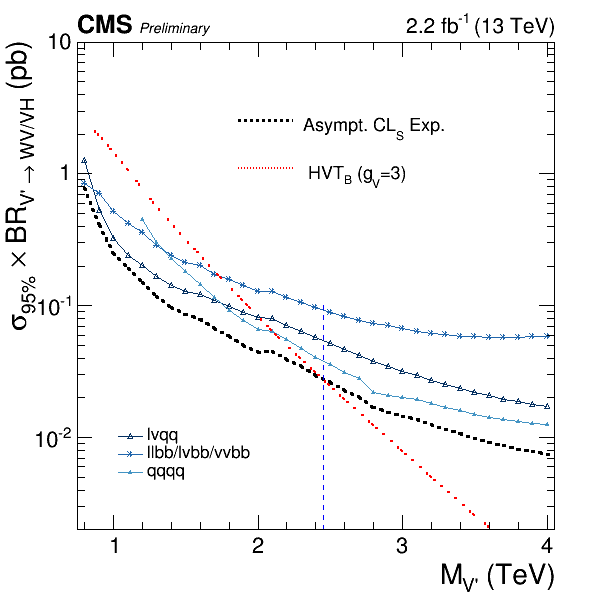 CMS Preliminary 2.2 fb⁻¹ (13 TeV)
σ95% × BRV' → WV/VH (pb)
10
1
10⁻¹
10⁻²
Asympt. CLS Exp.
HVTB (gV=3)
lvqq
llbb/lvbb/vvbb
qqqq
1 2 3 4
MV' (TeV)